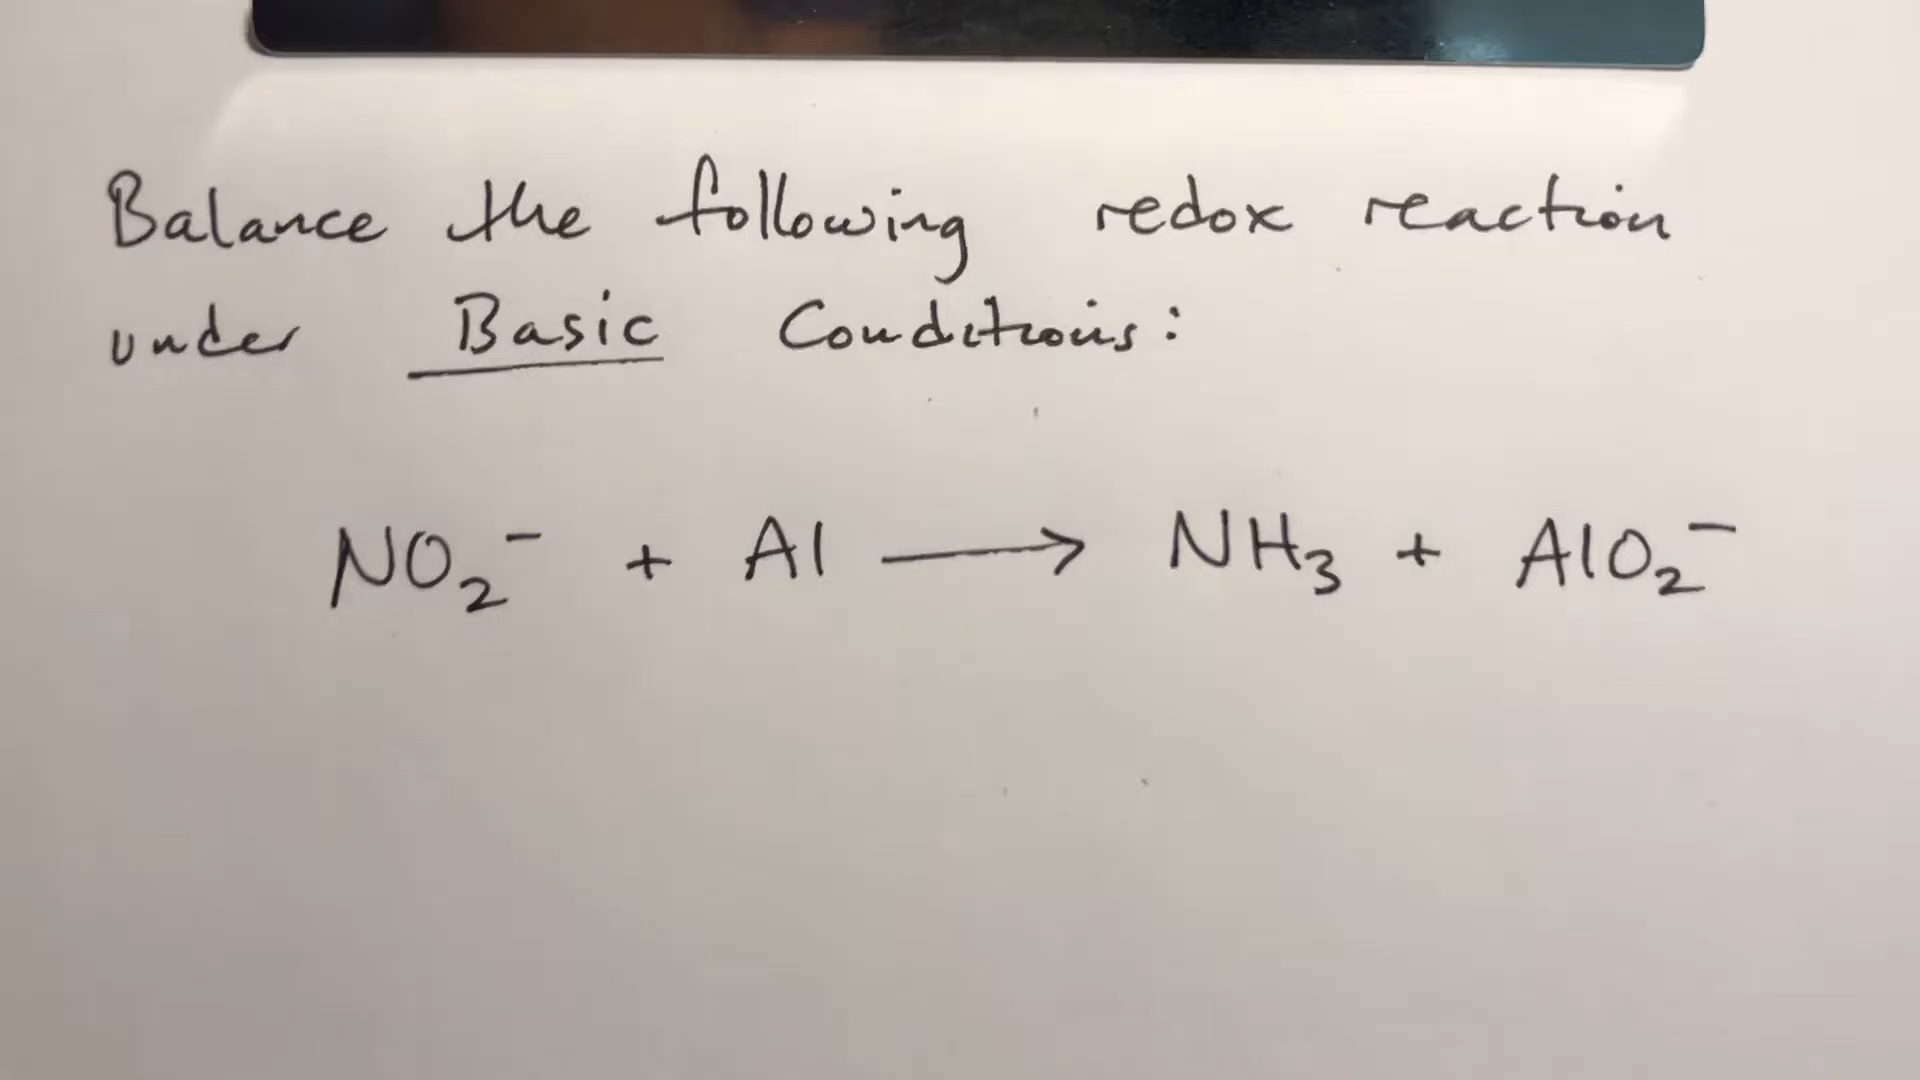 Balance the following redox reaction
under Basic Conditions:
NO₂⁻ + Al ⟶ NH₃ + AlO₂⁻